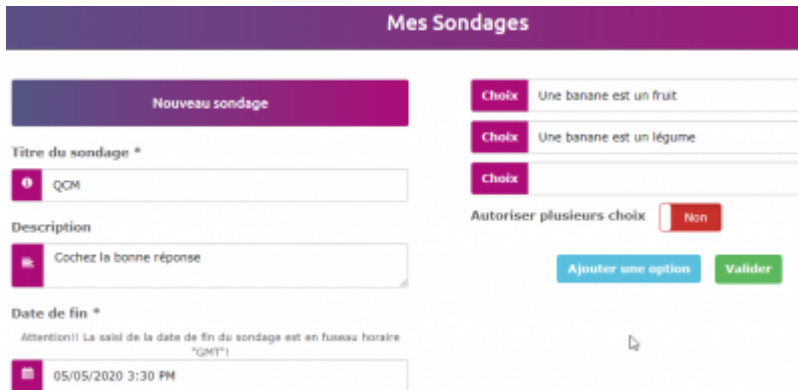 Mes Sondages
Nouveau sondage
Titre du sondage *
QCM
Description
Cochez la bonne réponse
Date de fin *
Attention!! La saisi de la date de fin du sondage est en fuseau horaire
"GMT"!
05/05/2020 3:30 PM
Choix Une banane est un fruit
Choix Une banane est un légume
Choix
Autoriser plusieurs choix Non
Ajouter une option Valider